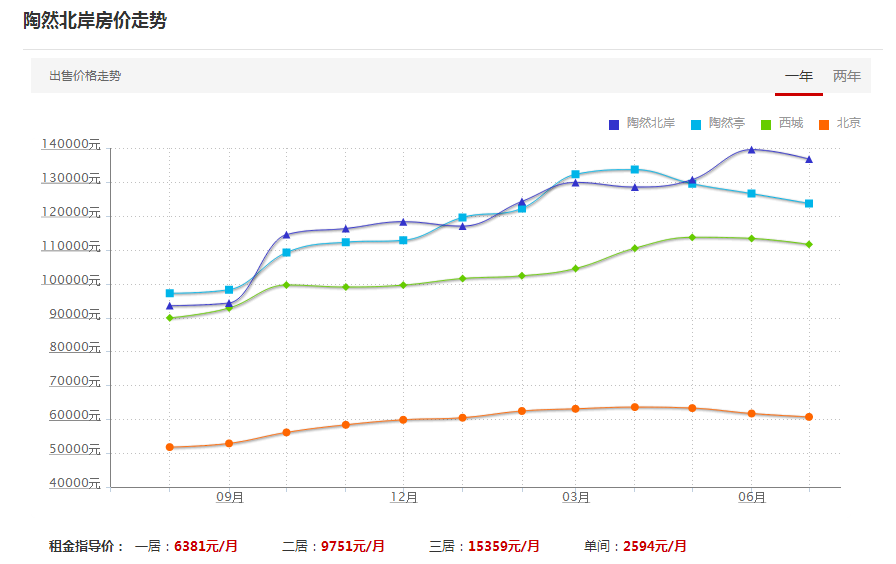 陶然北岸房价走势
出售价格走势 一年 两年
陶然北岸 陶然亭 西城 北京
140000元
130000元
120000元
110000元
100000元
90000元
80000元
70000元
60000元
50000元
40000元
09月 12月 03月 06月
租金指导价： 一居：6381元/月 二居：9751元/月 三居：15359元/月 单间：2594元/月